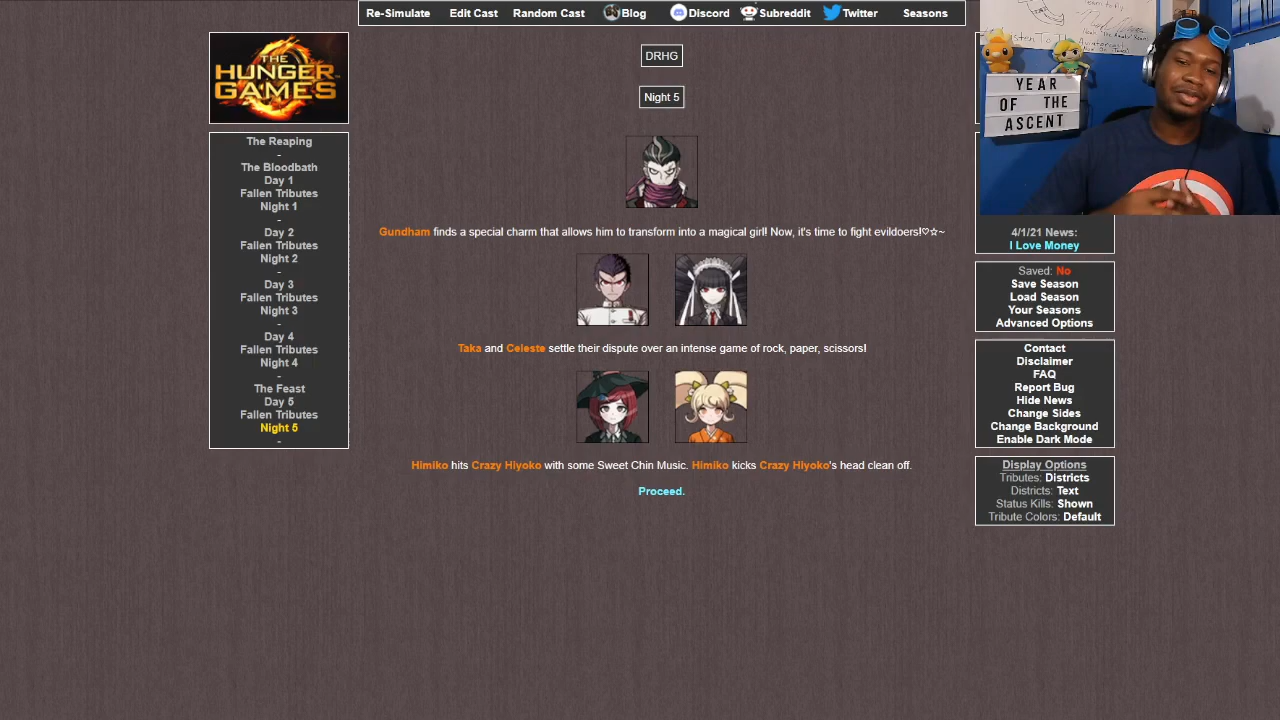 Re-Simulate Edit Cast Random Cast Blog Discord Subreddit Twitter Seasons
THE
HUNGER
GAMES
The Reaping
-
The Bloodbath
Day 1
Fallen Tributes
Night 1
-
Day 2
Fallen Tributes
Night 2
-
Day 3
Fallen Tributes
Night 3
-
Day 4
Fallen Tributes
Night 4
-
The Feast
Day 5
Fallen Tributes
Night 5
-
DRHG
Night 5
Gundham finds a special charm that allows him to transform into a magical girl! Now, it's time to fight evildoers!♡☆~
Taka and Celeste settle their dispute over an intense game of rock, paper, scissors!
Himiko hits Crazy Hiyoko with some Sweet Chin Music. Himiko kicks Crazy Hiyoko's head clean off.
Proceed.
YEAR
OF THE
ASCENT
4/1/21 News:
I Love Money
Saved: No
Save Season
Load Season
Your Seasons
Advanced Options
Contact
Disclaimer
FAQ
Report Bug
Hide News
Change Sides
Change Background
Enable Dark Mode
Display Options
Tributes: Districts
Districts: Text
Status Kills: Shown
Tribute Colors: Default